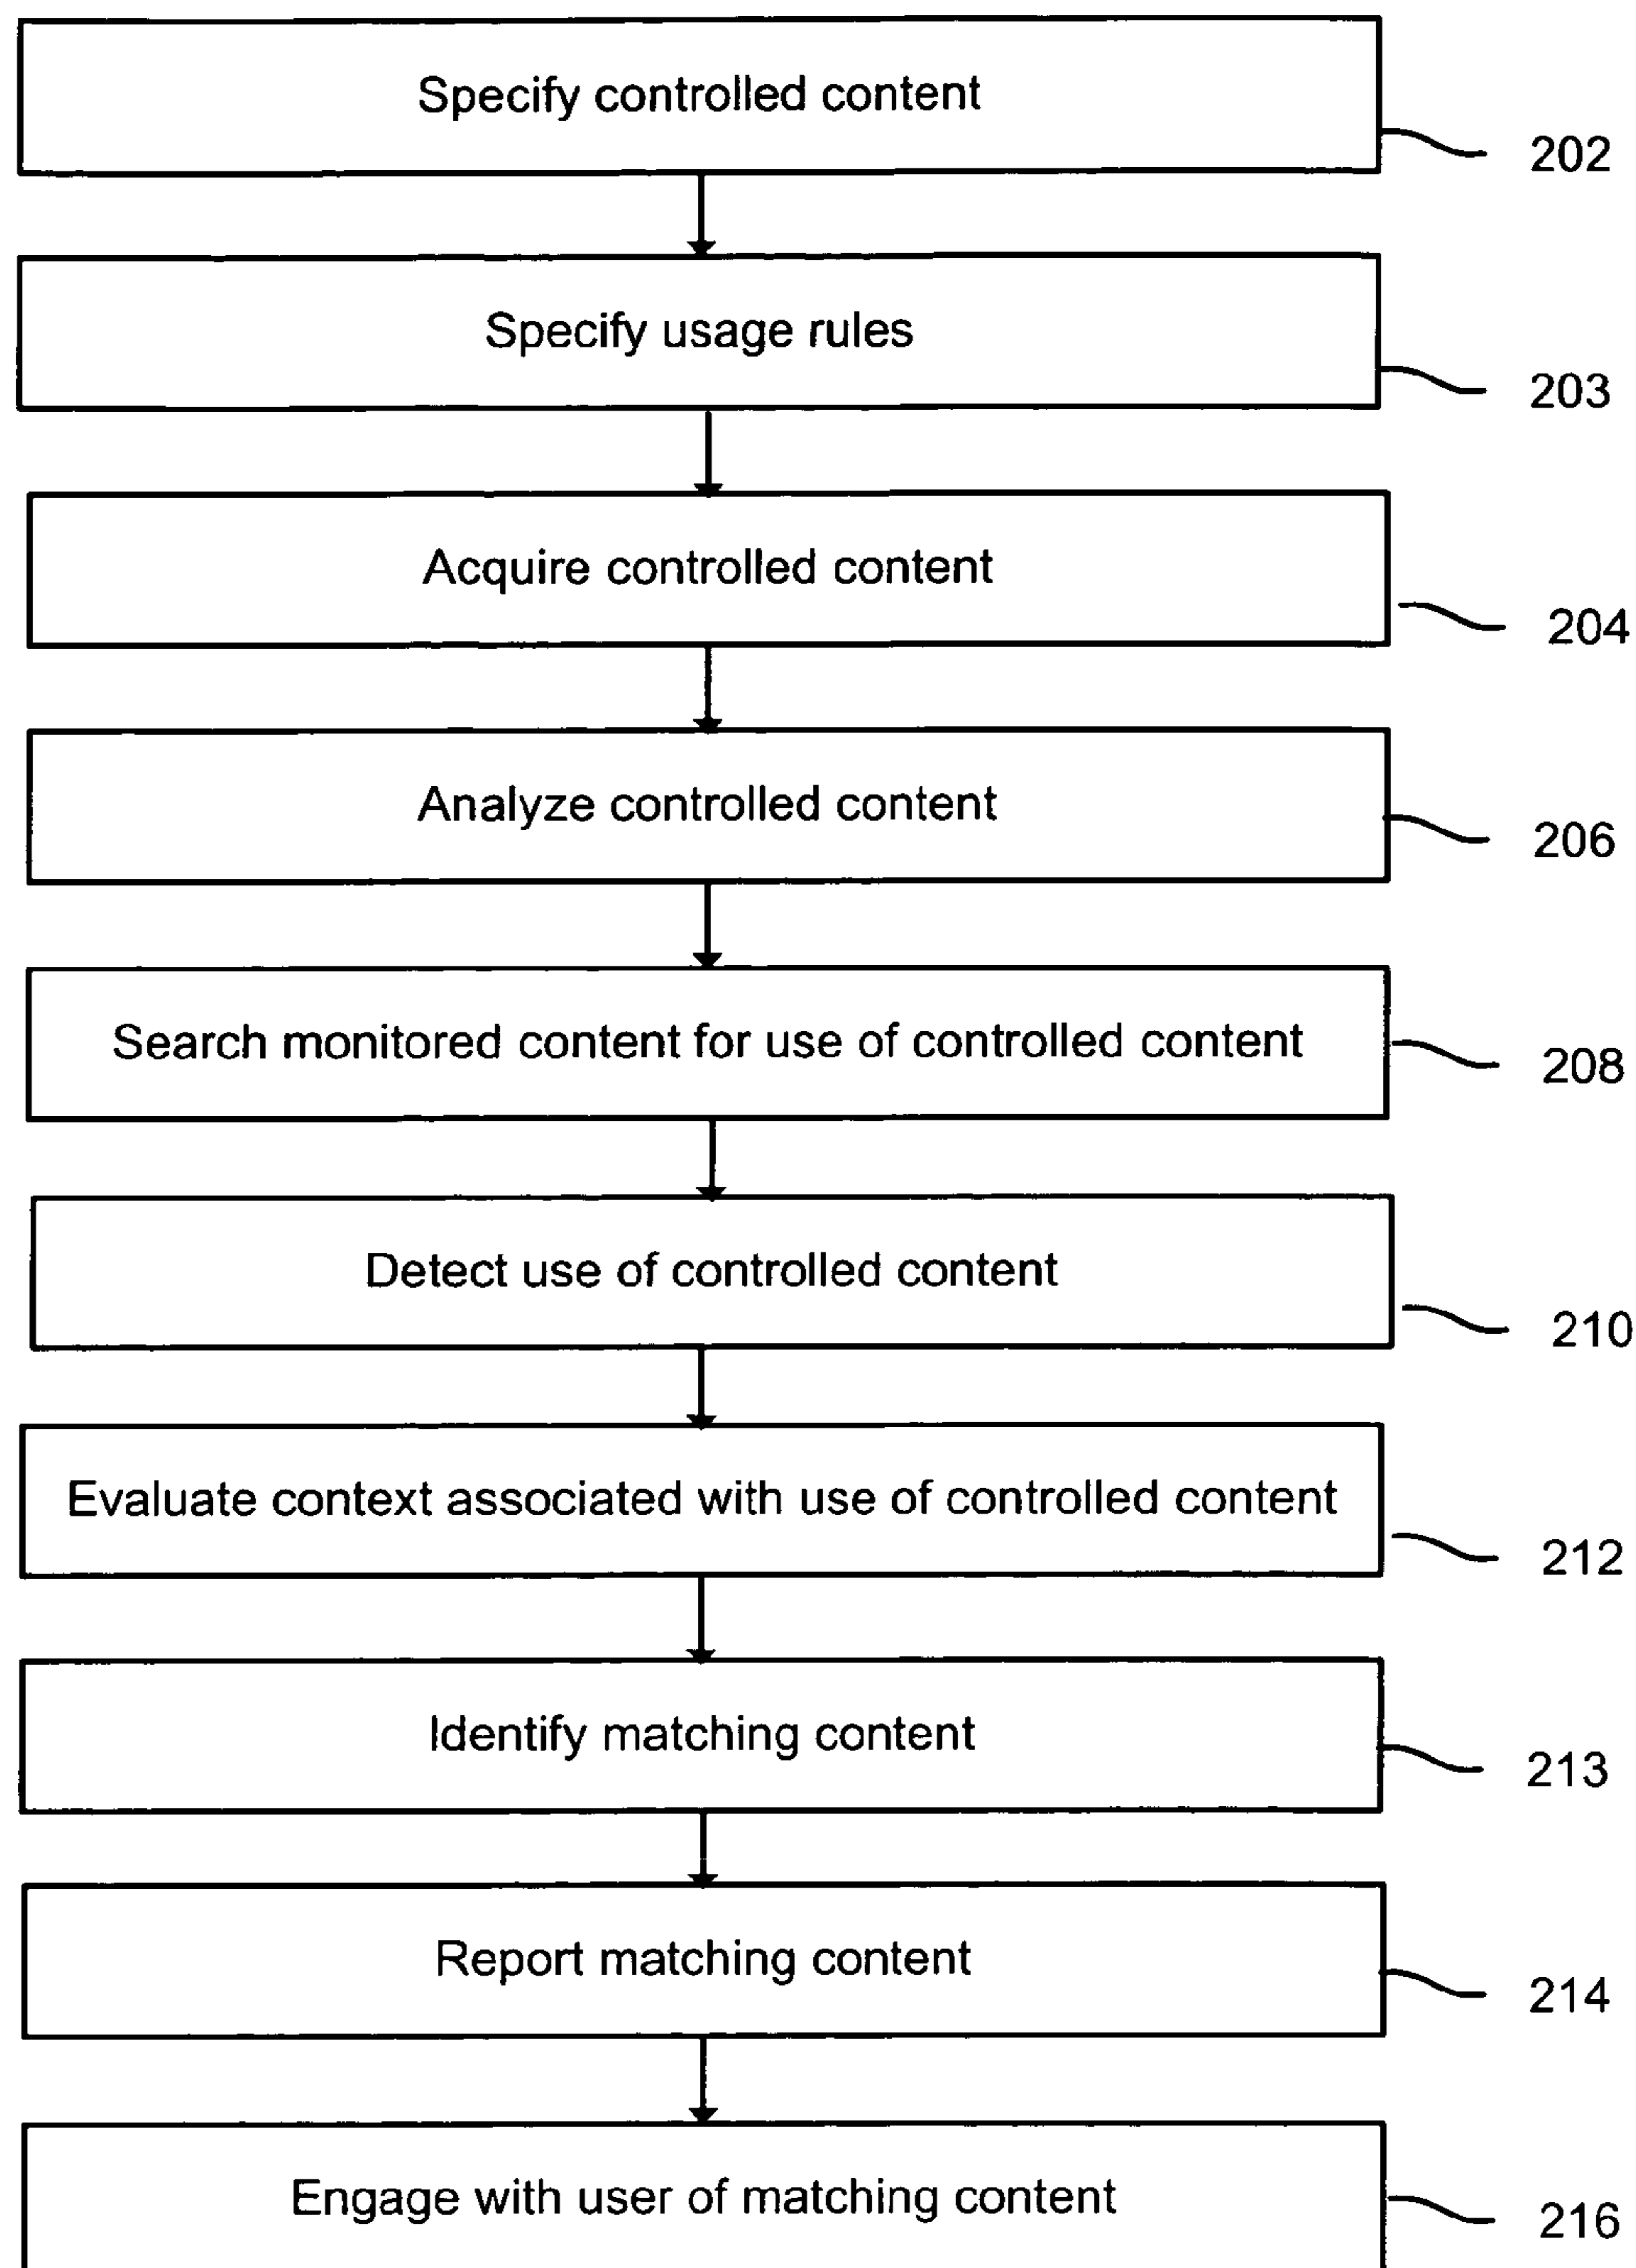 Specify controlled content
202
Specify usage rules
203
Acquire controlled content
204
Analyze controlled content
206
Search monitored content for use of controlled content
208
Detect use of controlled content
210
Evaluate context associated with use of controlled content
212
Identify matching content
213
Report matching content
214
Engage with user of matching content
216